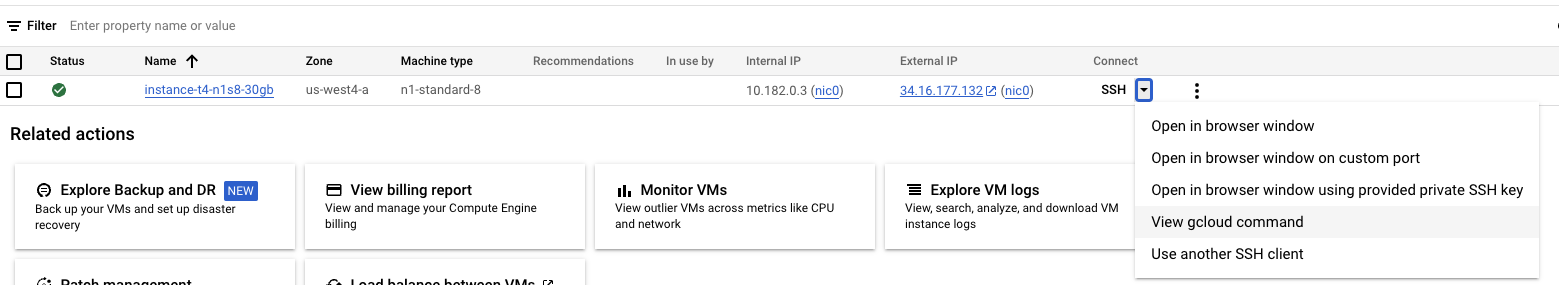 Filter Enter property name or value
Status Name Zone Machine type Recommendations In use by Internal IP External IP Connect
instance-t4-n1s8-30gb us-west4-a n1-standard-8 10.182.0.3 (nic0) 34.16.177.132 (nic0) SSH
Open in browser window
Open in browser window on custom port
Open in browser window using provided private SSH key
View gcloud command
Use another SSH client
Related actions
Explore Backup and DR NEW
Back up your VMs and set up disaster
recovery
View billing report
View and manage your Compute Engine
billing
Monitor VMs
View outlier VMs across metrics like CPU
and network
Explore VM logs
View, search, analyze, and download VM
instance logs
Patch management
Load balance between VMs